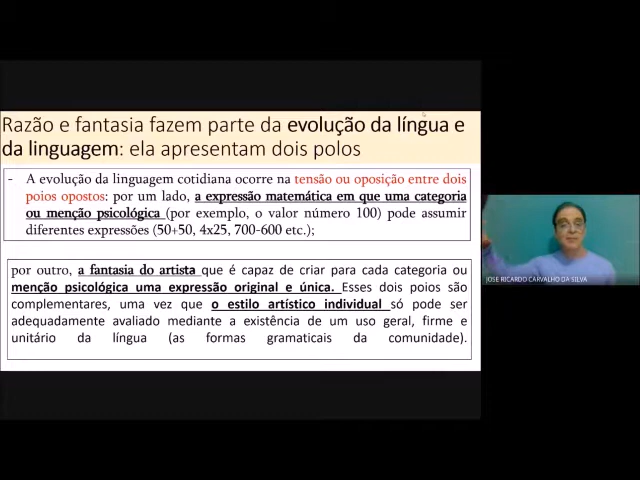 Razão e fantasia fazem parte da evolução da língua e
da linguagem: ela apresentam dois polos
- A evolução da linguagem cotidiana ocorre na tensão ou oposição entre dois
poios opostos: por um lado, a expressão matemática em que uma categoria
ou menção psicológica (por exemplo, o valor número 100) pode assumir
diferentes expressões (50+50, 4x25, 700-600 etc.);
por outro, a fantasia do artista que é capaz de criar para cada categoria ou
menção psicológica uma expressão original e única. Esses dois poios são
complementares, uma vez que o estilo artístico individual só pode ser
adequadamente avaliado mediante a existência de um uso geral, firme e
unitário da língua (as formas gramaticais da comunidade).
JOSE RICARDO CARVALHO DA SILVA